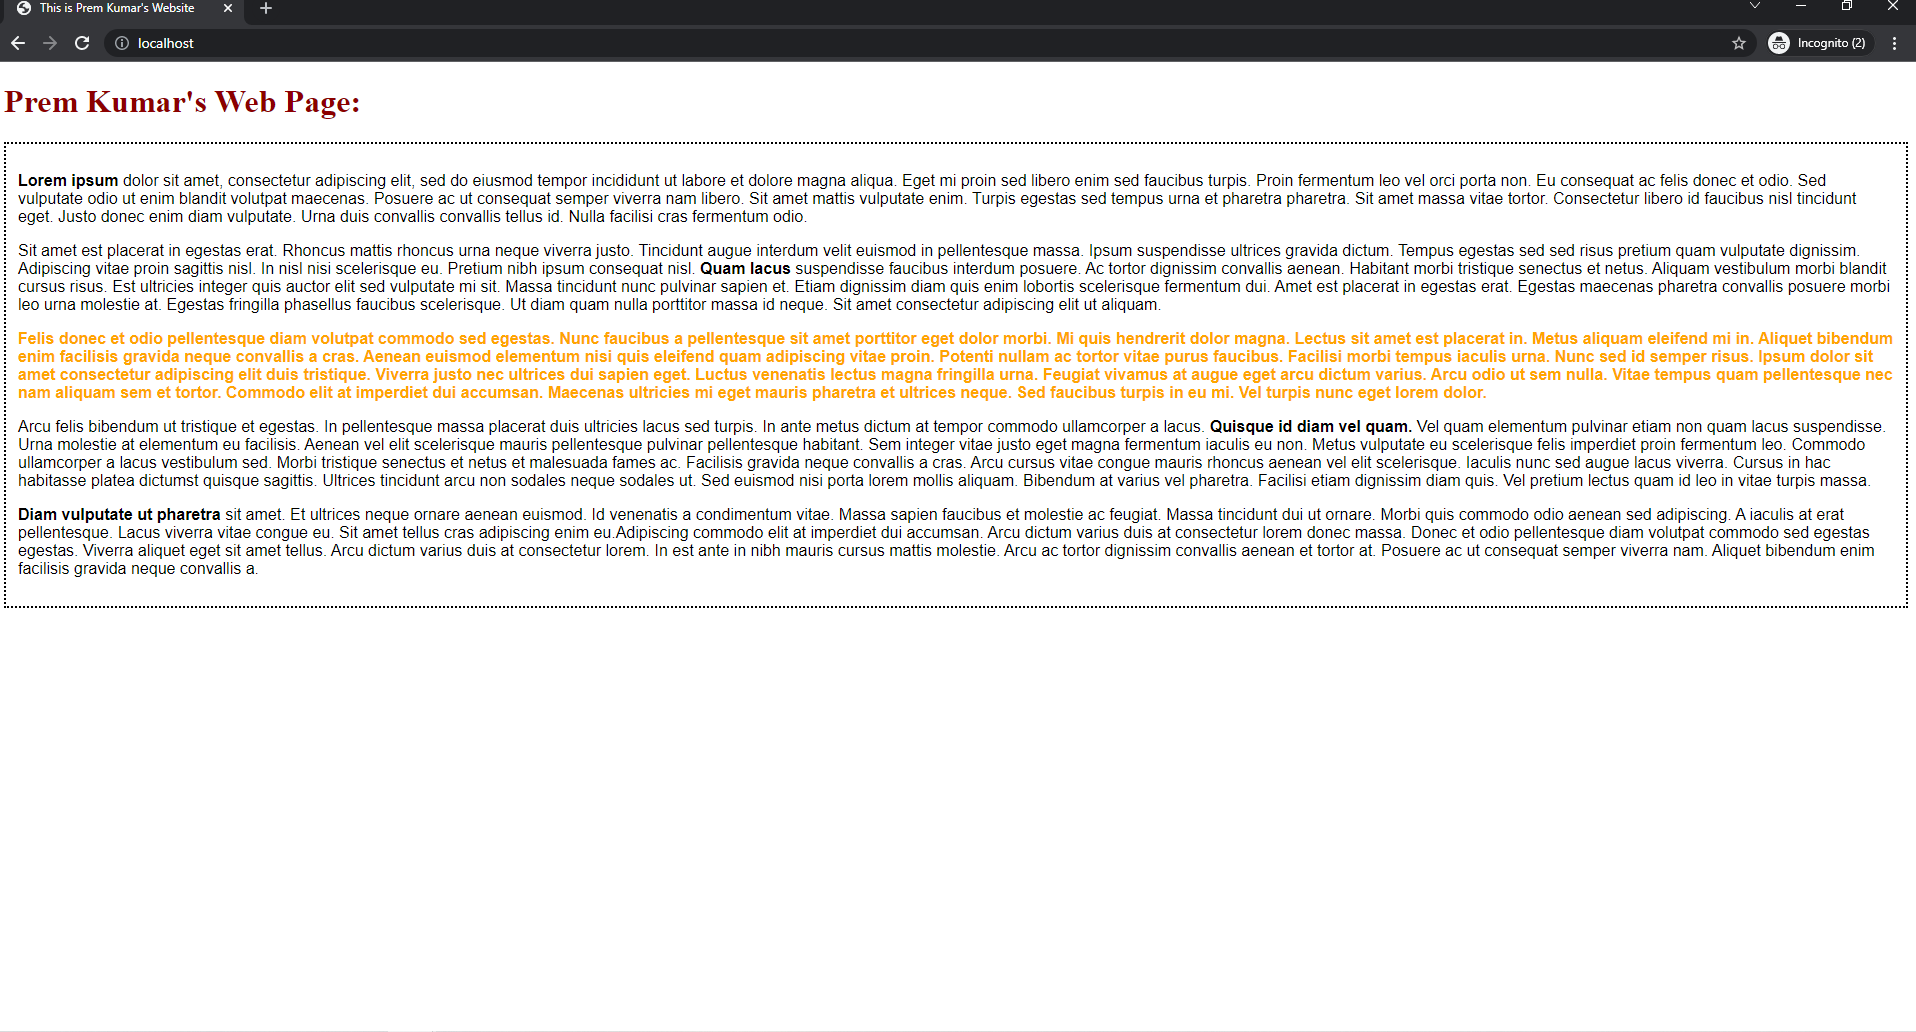 This is Prem Kumar's Website
localhost
Incognito (2)
Prem Kumar's Web Page:
Lorem ipsum dolor sit amet, consectetur adipiscing elit, sed do eiusmod tempor incididunt ut labore et dolore magna aliqua. Eget mi proin sed libero enim sed faucibus turpis. Proin fermentum leo vel orci porta non. Eu consequat ac felis donec et odio. Sed
vulputate odio ut enim blandit volutpat maecenas. Posuere ac ut consequat semper viverra nam libero. Sit amet mattis vulputate enim. Turpis egestas sed tempus urna et pharetra pharetra. Sit amet massa vitae tortor. Consectetur libero id faucibus nisl tincidunt
eget. Justo donec enim diam vulputate. Urna duis convallis convallis tellus id. Nulla facilisi cras fermentum odio.
Sit amet est placerat in egestas erat. Rhoncus mattis rhoncus urna neque viverra justo. Tincidunt augue interdum velit euismod in pellentesque massa. Ipsum suspendisse ultrices gravida dictum. Tempus egestas sed sed risus pretium quam vulputate dignissim.
Adipiscing vitae proin sagittis nisl. In nisl nisi scelerisque eu. Pretium nibh ipsum consequat nisl. Quam lacus suspendisse faucibus interdum posuere. Ac tortor dignissim convallis aenean. Habitant morbi tristique senectus et netus. Aliquam vestibulum morbi blandit
cursus risus. Est ultricies integer quis auctor elit sed vulputate mi sit. Massa tincidunt nunc pulvinar sapien et. Etiam dignissim diam quis enim lobortis scelerisque fermentum dui. Amet est placerat in egestas erat. Egestas maecenas pharetra convallis posuere morbi
leo urna molestie at. Egestas fringilla phasellus faucibus scelerisque. Ut diam quam nulla porttitor massa id neque. Sit amet consectetur adipiscing elit ut aliquam.
Felis donec et odio pellentesque diam volutpat commodo sed egestas. Nunc faucibus a pellentesque sit amet porttitor eget dolor morbi. Mi quis hendrerit dolor magna. Lectus sit amet est placerat in. Metus aliquam eleifend mi in. Aliquet bibendum
enim facilisis gravida neque convallis a cras. Aenean euismod elementum nisi quis eleifend quam adipiscing vitae proin. Potenti nullam ac tortor vitae purus faucibus. Facilisi morbi tempus iaculis urna. Nunc sed id semper risus. Ipsum dolor sit
amet consectetur adipiscing elit duis tristique. Viverra justo nec ultrices dui sapien eget. Luctus venenatis lectus magna fringilla urna. Feugiat vivamus at augue eget arcu dictum varius. Arcu odio ut sem nulla. Vitae tempus quam pellentesque nec
nam aliquam sem et tortor. Commodo elit at imperdiet dui accumsan. Maecenas ultricies mi eget mauris pharetra et ultrices neque. Sed faucibus turpis in eu mi. Vel turpis nunc eget lorem dolor.
Arcu felis bibendum ut tristique et egestas. In pellentesque massa placerat duis ultricies lacus sed turpis. In ante metus dictum at tempor commodo ullamcorper a lacus. Quisque id diam vel quam. Vel quam elementum pulvinar etiam non quam lacus suspendisse.
Urna molestie at elementum eu facilisis. Aenean vel elit scelerisque mauris pellentesque pulvinar pellentesque habitant. Sem integer vitae justo eget magna fermentum iaculis eu non. Metus vulputate eu scelerisque felis imperdiet proin fermentum leo. Commodo
ullamcorper a lacus vestibulum sed. Morbi tristique senectus et netus et malesuada fames ac. Facilisis gravida neque convallis a cras. Arcu cursus vitae congue mauris rhoncus aenean vel elit scelerisque. Iaculis nunc sed augue lacus viverra. Cursus in hac
habitasse platea dictumst quisque sagittis. Ultrices tincidunt arcu non sodales neque sodales ut. Sed euismod nisi porta lorem mollis aliquam. Bibendum at varius vel pharetra. Facilisi etiam dignissim diam quis. Vel pretium lectus quam id leo in vitae turpis massa.
Diam vulputate ut pharetra sit amet. Et ultrices neque ornare aenean euismod. Id venenatis a condimentum vitae. Massa sapien faucibus et molestie ac feugiat. Massa tincidunt dui ut ornare. Morbi quis commodo odio aenean sed adipiscing. A iaculis at erat
pellentesque. Lacus viverra vitae congue eu. Sit amet tellus cras adipiscing enim eu.Adipiscing commodo elit at imperdiet dui accumsan. Arcu dictum varius duis at consectetur lorem donec massa. Donec et odio pellentesque diam volutpat commodo sed egestas
egestas. Viverra aliquet eget sit amet tellus. Arcu dictum varius duis at consectetur lorem. In est ante in nibh mauris cursus mattis molestie. Arcu ac tortor dignissim convallis aenean et tortor at. Posuere ac ut consequat semper viverra nam. Aliquet bibendum enim
facilisis gravida neque convallis a.